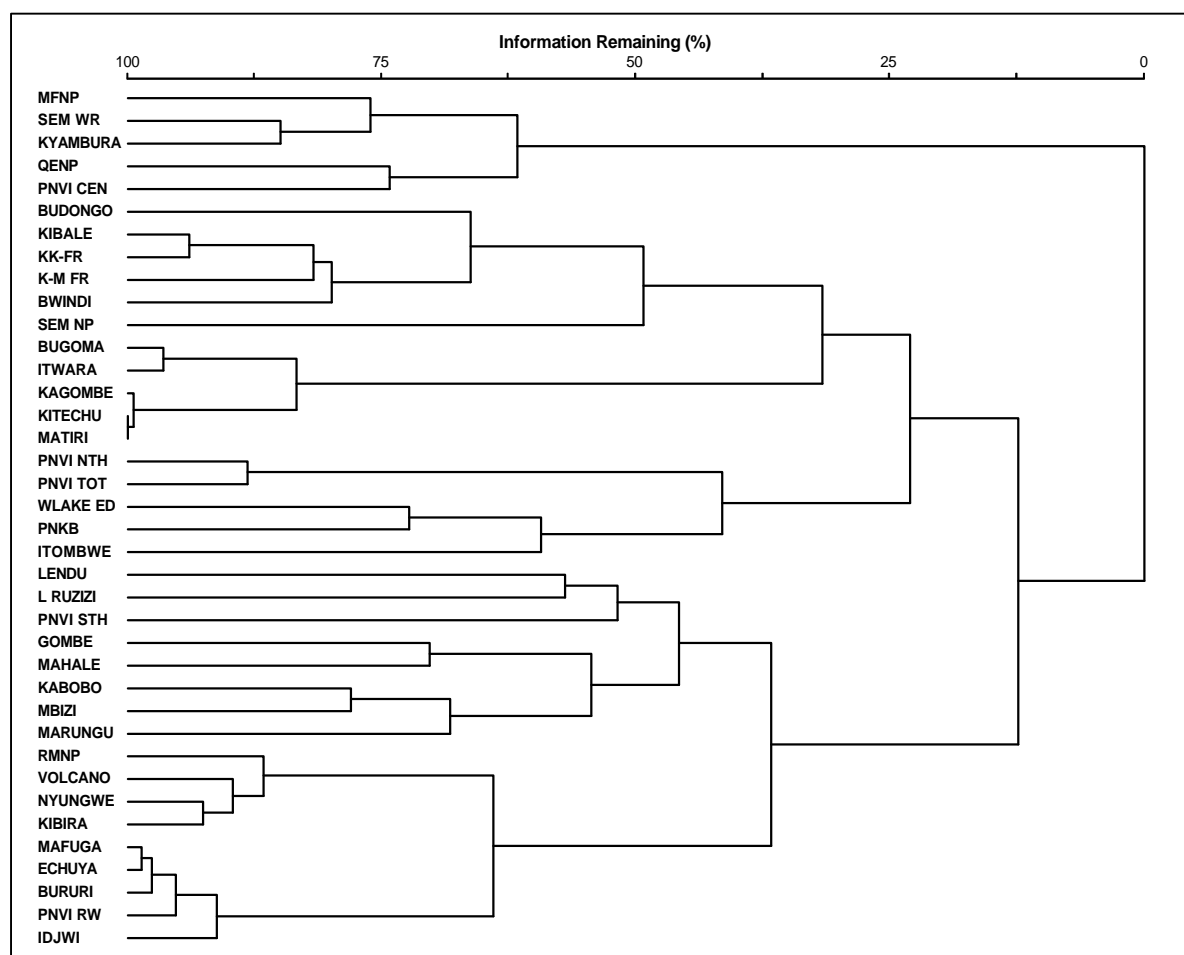 Information Remaining (%)
100 75 50 25 0
MFNP
SEM WR
KYAMBURA
QENP
PNVI CEN
BUDONGO
KIBALE
KK-FR
K-M FR
BWINDI
SEM NP
BUGOMA
ITWARA
KAGOMBE
KITECHU
MATIRI
PNVI NTH
PNVI TOT
WLAKE ED
PNKB
ITOMBWE
LENDU
L RUZIZI
PNVI STH
GOMBE
MAHALE
KABOBO
MBIZI
MARUNGU
RMNP
VOLCANO
NYUNGWE
KIBIRA
MAFUGA
ECHUYA
BURURI
PNVI RW
IDJWI